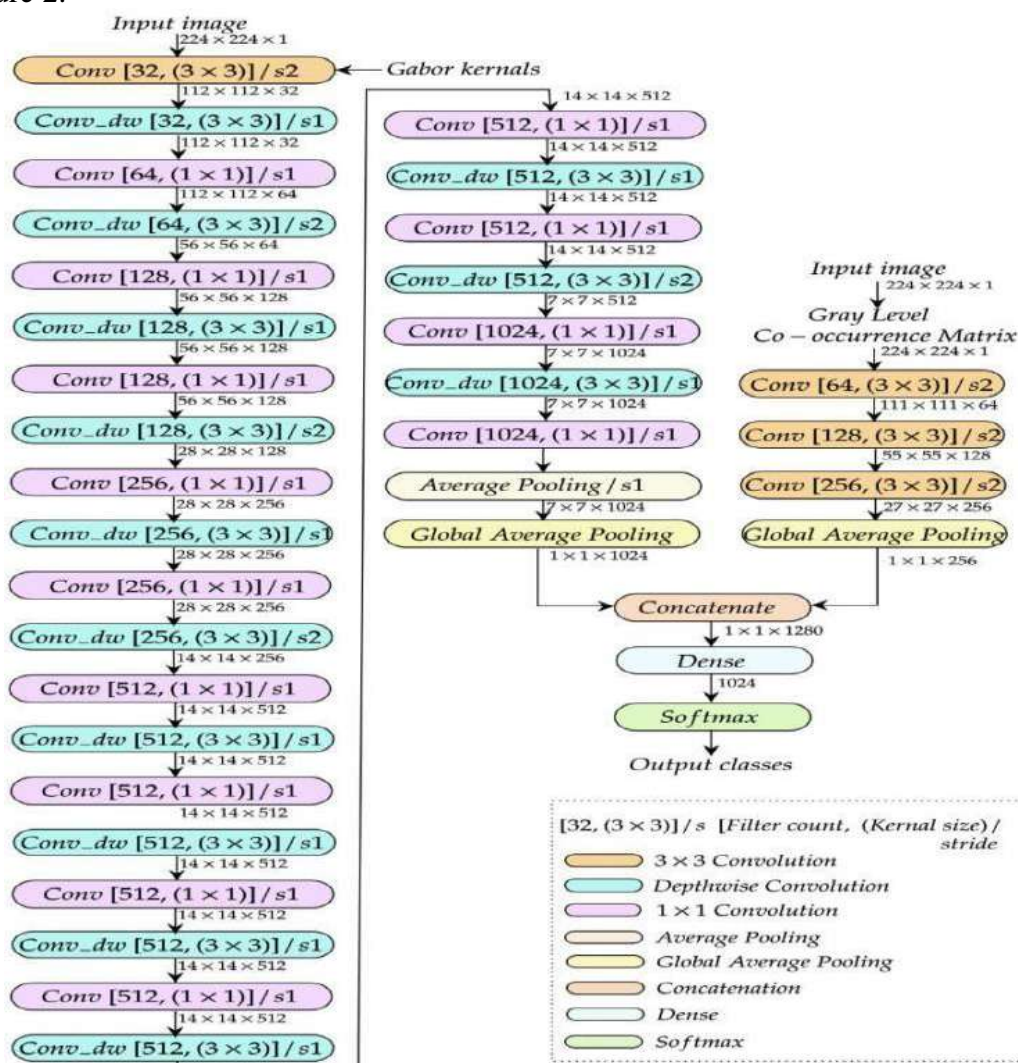 Input image
224 × 224 × 1
Conv [32, (3 × 3)] / s2
Gabor kernals
112 × 112 × 32
Conv_dw [32, (3 × 3)] / s1
112 × 112 × 32
Conv [64, (1 × 1)] / s1
112 × 112 × 64
Conv_dw [64, (3 × 3)] / s2
56 × 56 × 64
Conv [128, (1 × 1)] / s1
56 × 56 × 128
Conv_dw [128, (3 × 3)] / s1
56 × 56 × 128
Conv [128, (1 × 1)] / s1
56 × 56 × 128
Conv_dw [128, (3 × 3)] / s2
28 × 28 × 128
Conv [256, (1 × 1)] / s1
28 × 28 × 256
Conv_dw [256, (3 × 3)] / s1
28 × 28 × 256
Conv [256, (1 × 1)] / s1
28 × 28 × 256
Conv_dw [256, (3 × 3)] / s2
14 × 14 × 256
Conv [512, (1 × 1)] / s1
14 × 14 × 512
Conv_dw [512, (3 × 3)] / s1
14 × 14 × 512
Conv [512, (1 × 1)] / s1
14 × 14 × 512
Conv_dw [512, (3 × 3)] / s1
14 × 14 × 512
Conv [512, (1 × 1)] / s1
14 × 14 × 512
Conv_dw [512, (3 × 3)] / s1
14 × 14 × 512
Conv [512, (1 × 1)] / s1
14 × 14 × 512
Conv_dw [512, (3 × 3)] / s1
14 × 14 × 512
Conv [512, (1 × 1)] / s1
14 × 14 × 512
Conv_dw [512, (3 × 3)] / s1
14 × 14 × 512
Conv [512, (1 × 1)] / s1
14 × 14 × 512
Conv_dw [512, (3 × 3)] / s2
7 × 7 × 512
Conv [1024, (1 × 1)] / s1
7 × 7 × 1024
Conv_dw [1024, (3 × 3)] / s1
7 × 7 × 1024
Conv [1024, (1 × 1)] / s1
Average Pooling / s1
7 × 7 × 1024
Global Average Pooling
1 × 1 × 1024
Input image
224 × 224 × 1
Gray Level
Co – occurrence Matrix
224 × 224 × 1
Conv [64, (3 × 3)] / s2
111 × 111 × 64
Conv [128, (3 × 3)] / s2
55 × 55 × 128
Conv [256, (3 × 3)] / s2
27 × 27 × 256
Global Average Pooling
1 × 1 × 256
Concatenate
1 × 1 × 1280
Dense
1024
Softmax
Output classes
[32, (3 × 3)] / s [Filter count, (Kernal size) /
stride
3 × 3 Convolution
Depthwise Convolution
1 × 1 Convolution
Average Pooling
Global Average Pooling
Concatenation
Dense
Softmax